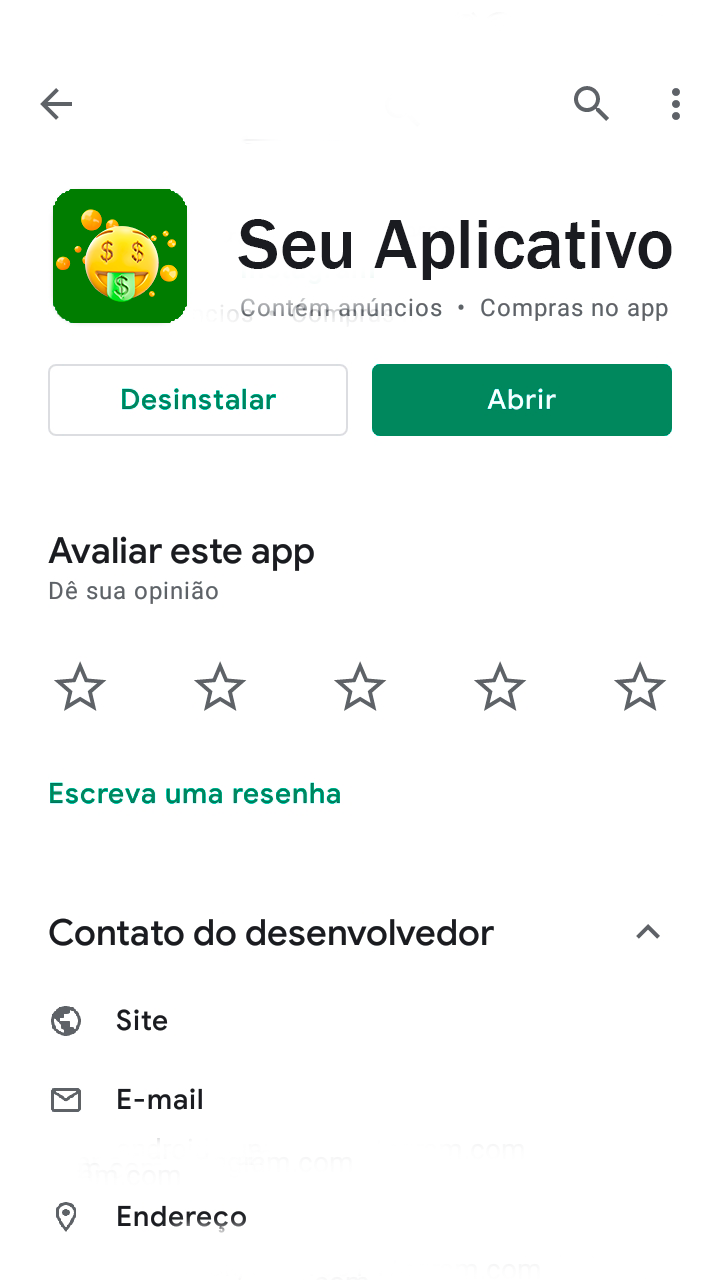 Seu Aplicativo
Contém anúncios • Compras no app
Desinstalar
Abrir
Avaliar este app
Dê sua opinião
Escreva uma resenha
Contato do desenvolvedor
Site
E-mail
Endereço